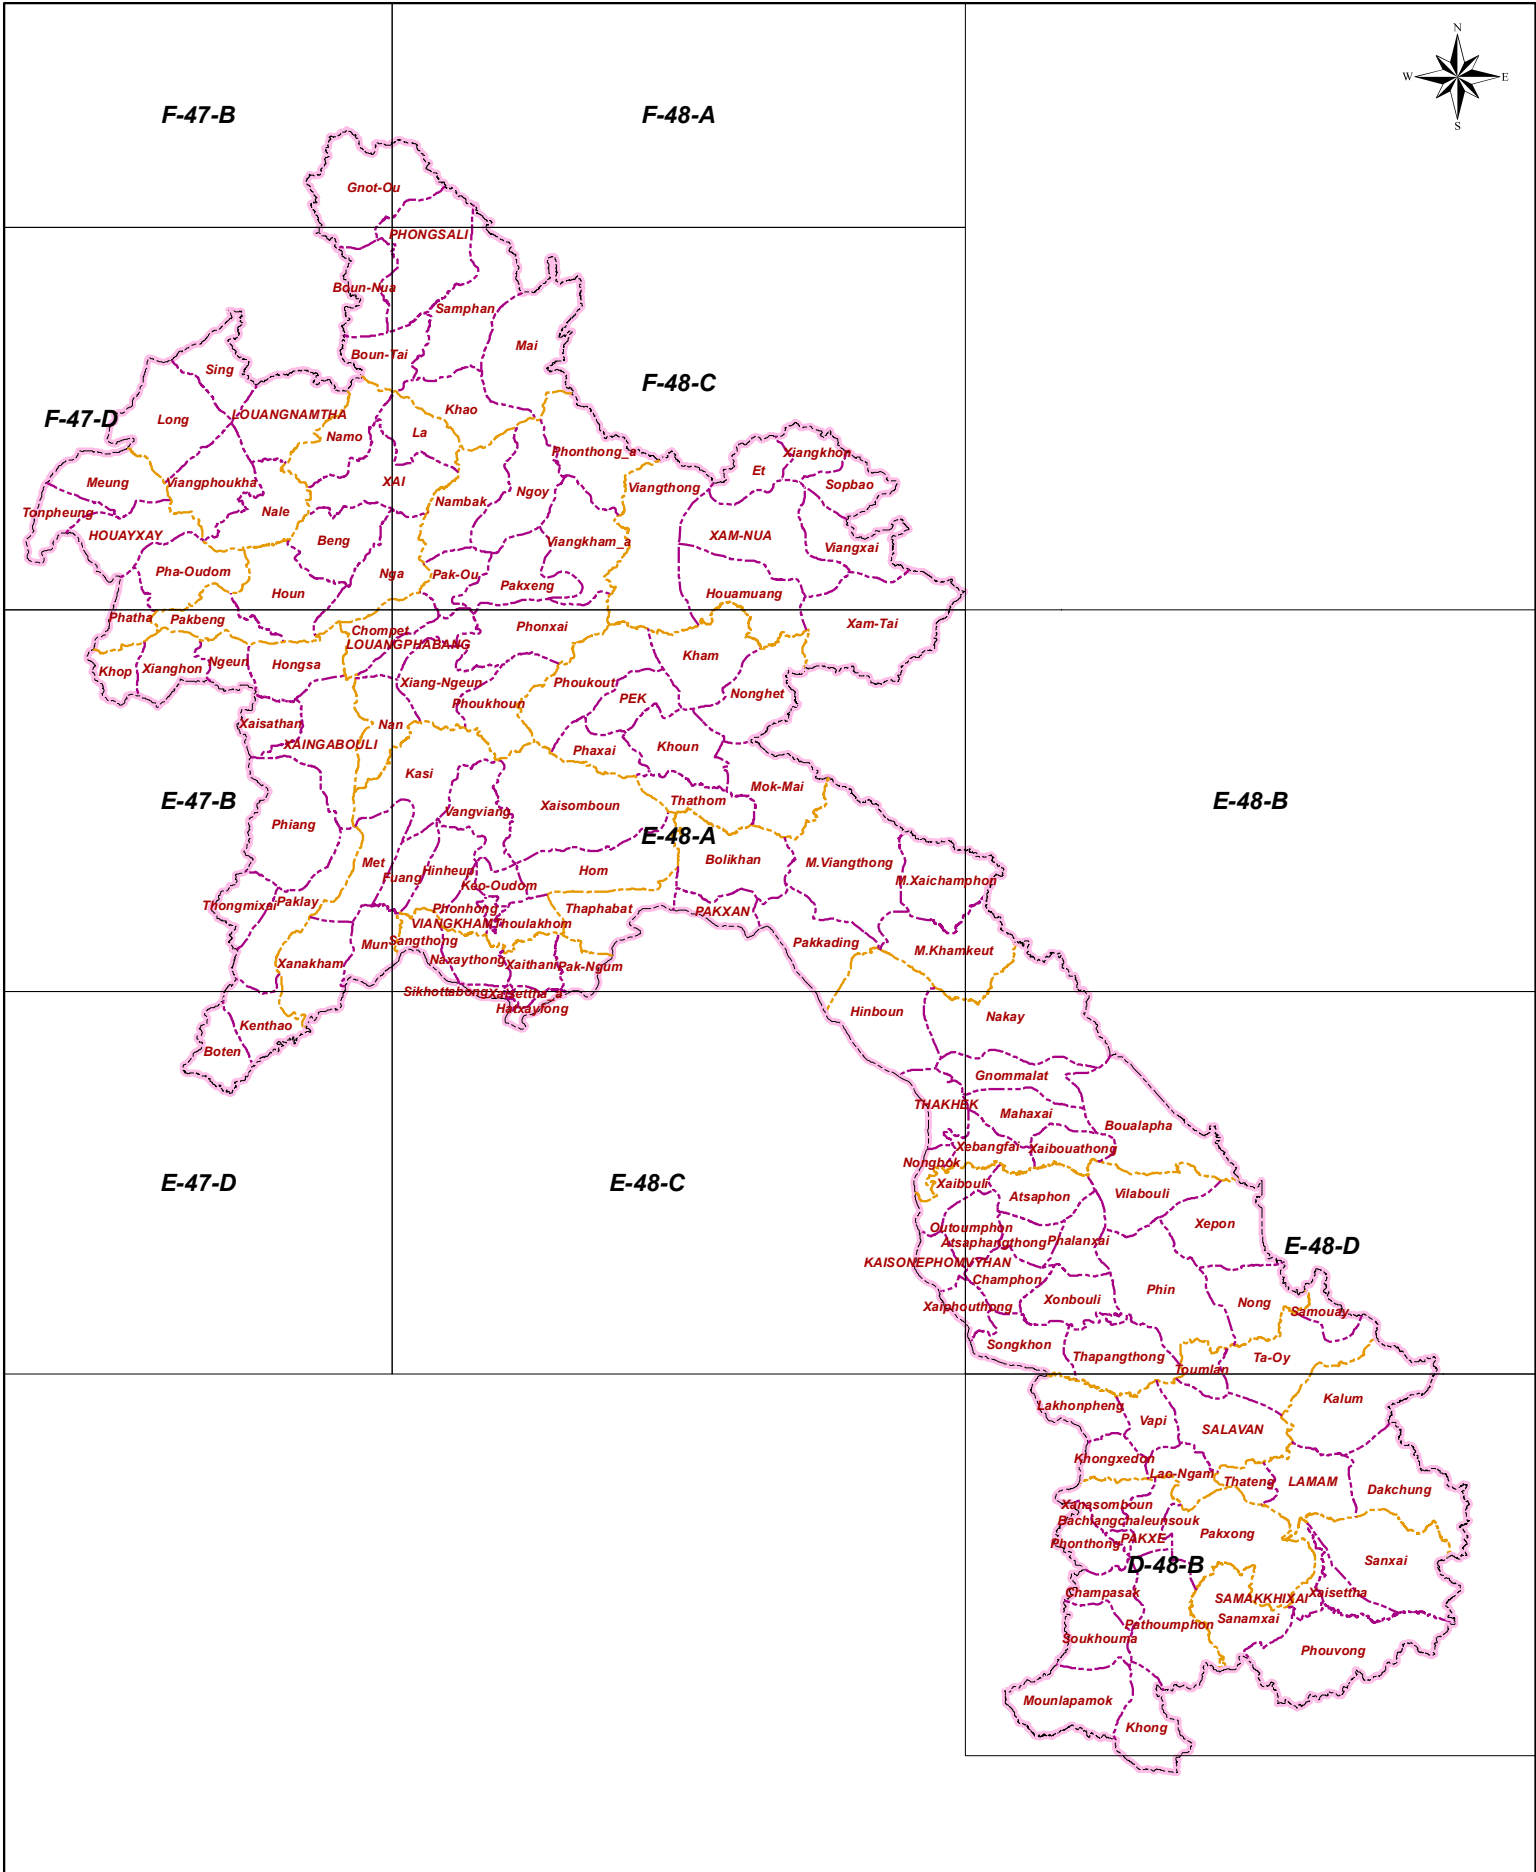 N
W
E
S
F-47-B
F-48-A
Gnot-Ou
PHONGSALI
Boun-Nua
Samphan
Mai
Boun-Tai
Sing
F-48-C
Long
LOUANGNAMTHA
F-47-D
Khao
La
Namo
Phonthong_a
Xiangkhon
Et
Sopbao
Meung
Viangphoukha
XAI
Viangthong
Ngoy
Nambak
Tonpheung
Nale
HOUAYXAY
Beng
XAM-NUA
Viangkham_a
Viangxai
Pha-Oudom
Nga
Pak-Ou
Pakxeng
Houn
Houamuang
Phatha
Pakbeng
Chompet
Phonxai
Xam-Tai
LOUANGPHABANG
Kham
Khop
Xianghon
Ngeun
Hongsa
Xiang-Ngeun
Phoukout
Nonghet
Phoukhoun
PEK
Xaisathan
Nan
XAINGABOULI
Phaxai
Khoun
Kasi
Mok-Mai
E-47-B
Xaisomboun
Thathom
E-48-B
Vangviang
Phiang
E-48-A
Met
Bolikhan
M.Viangthong
Fuang
Hinheup
Hom
M.Xaichamphon
Keo-Oudom
Thongmixai
Paklay
Phonhong
Thaphabat
PAKXAN
VIANGKHAM
Thoulakhom
Mun
Sangthong
Pakkading
M.Khamkeut
Xanakham
Naxaythong
Xaithani
Pak-Ngum
Sikhottabong
Xaisettha_a
Hatxayfong
Hinboun
Nakay
Kenthao
Boten
Gnommalat
THAKHEK
Mahaxai
Boualapha
Xebangfai
Xaibouathong
Nongbok
E-47-D
E-48-C
Xaibouli
Atsaphon
Vilabouli
Outoumphon
Xepon
Atsaphangthong
Phalanxai
E-48-D
KAISONEPHOMVYHAN
Champhon
Phin
Xaiphouthong
Xonbouli
Nong
Samouay
Songkhon
Thapangthong
Ta-Oy
Toumlan
Kalum
Lakhonpheng
Vapi
SALAVAN
Khongxedon
Lao-Ngam
Thateng
LAMAM
Dakchung
Xanasomboun
Bachiangchaleunsouk
Phonthong
PAKXE
Pakxong
Sanxai
D-48-B
Champasak
SAMAKKHIXAI
Xaisettha
Pathoumphon
Sanamxai
Soukhouma
Phouvong
Mounlapamok
Khong